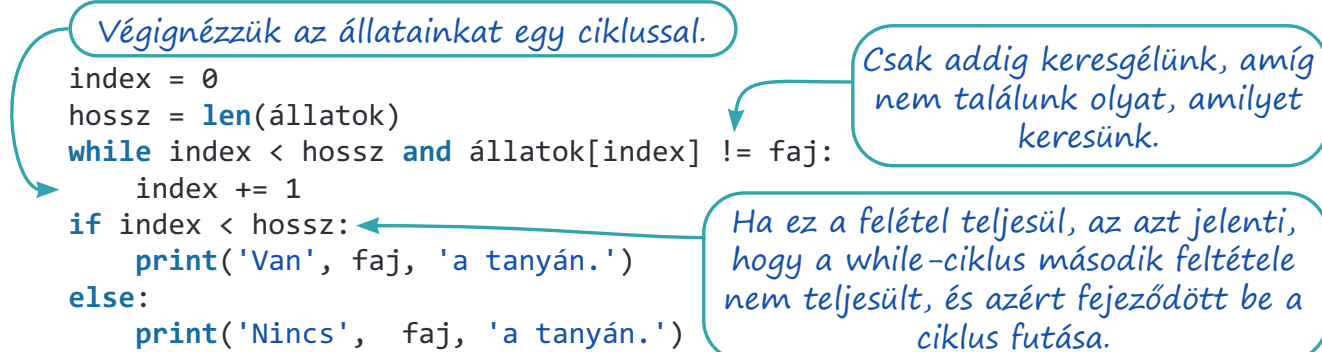 Végignézzük az állatainkat egy ciklussal.
index = 0
hossz = len(állatok)
while index < hossz and állatok[index] != faj:
    index += 1
if index < hossz:
    print('Van', faj, 'a tanyán.')
else:
    print('Nincs',  faj, 'a tanyán.')
Csak addig keresgélünk, amíg
nem találunk olyat, amilyet
keresünk.
Ha ez a felétel teljesül, az azt jelenti,
hogy a while-ciklus második feltétele
nem teljesült, és azért fejeződött be a
ciklus futása.